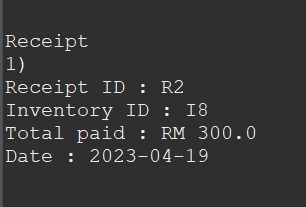 Receipt
1)
Receipt ID : R2
Inventory ID : I8
Total paid : RM 300.0
Date : 2023-04-19